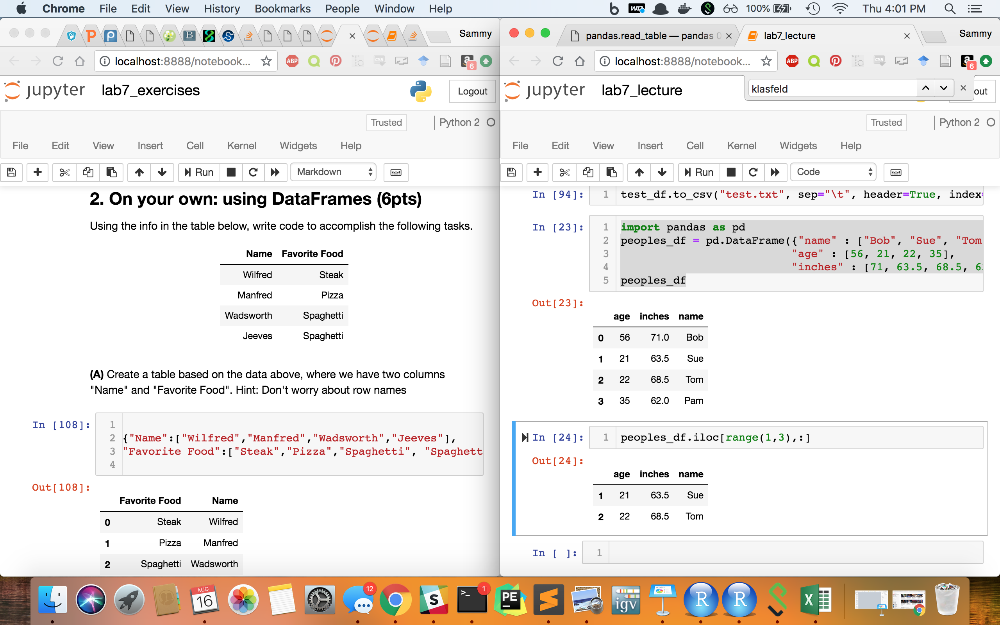 Chrome File Edit View History Bookmarks People Window Help
100% Thu 4:01 PM
Sammy
localhost:8888/notebook...
ABP
6
jupyter lab7_exercises
Logout
Trusted
Python 2
File Edit View Insert Cell Kernel Widgets Help
Run
Markdown
2. On your own: using DataFrames (6pts)
Using the info in the table below, write code to accomplish the following tasks.
Name Favorite Food
Wilfred Steak
Manfred Pizza
Wadsworth Spaghetti
Jeeves Spaghetti
(A) Create a table based on the data above, where we have two columns
"Name" and "Favorite Food". Hint: Don't worry about row names
In [108]:
1
2 {"Name":["Wilfred","Manfred","Wadsworth","Jeeves"],
3 "Favorite Food":["Steak","Pizza","Spaghetti", "Spaghett
4
Out[108]:
Favorite Food Name
0 Steak Wilfred
1 Pizza Manfred
2 Spaghetti Wadsworth
pandas.read_table — pandas 0
lab7_lecture
Sammy
localhost:8888/notebook...
ABP
6
jupyter lab7_lecture
klasfeld
out
Trusted
Python 2
File Edit View Insert Cell Kernel Widgets Help
Run
Code
In [94]: 1 test_df.to_csv("test.txt", sep="\t", header=True, index=
In [23]: 1 import pandas as pd
2 peoples_df = pd.DataFrame({"name" : ["Bob", "Sue", "Tom
3 "age" : [56, 21, 22, 35],
4 "inches" : [71, 63.5, 68.5, 6
5 peoples_df
Out[23]:
age inches name
0 56 71.0 Bob
1 21 63.5 Sue
2 22 68.5 Tom
3 35 62.0 Pam
In [24]: 1 peoples_df.iloc[range(1,3),:]
Out[24]:
age inches name
1 21 63.5 Sue
2 22 68.5 Tom
In [ ]: 1
AUG
16
12
S
1
PE
igv
R
R
X